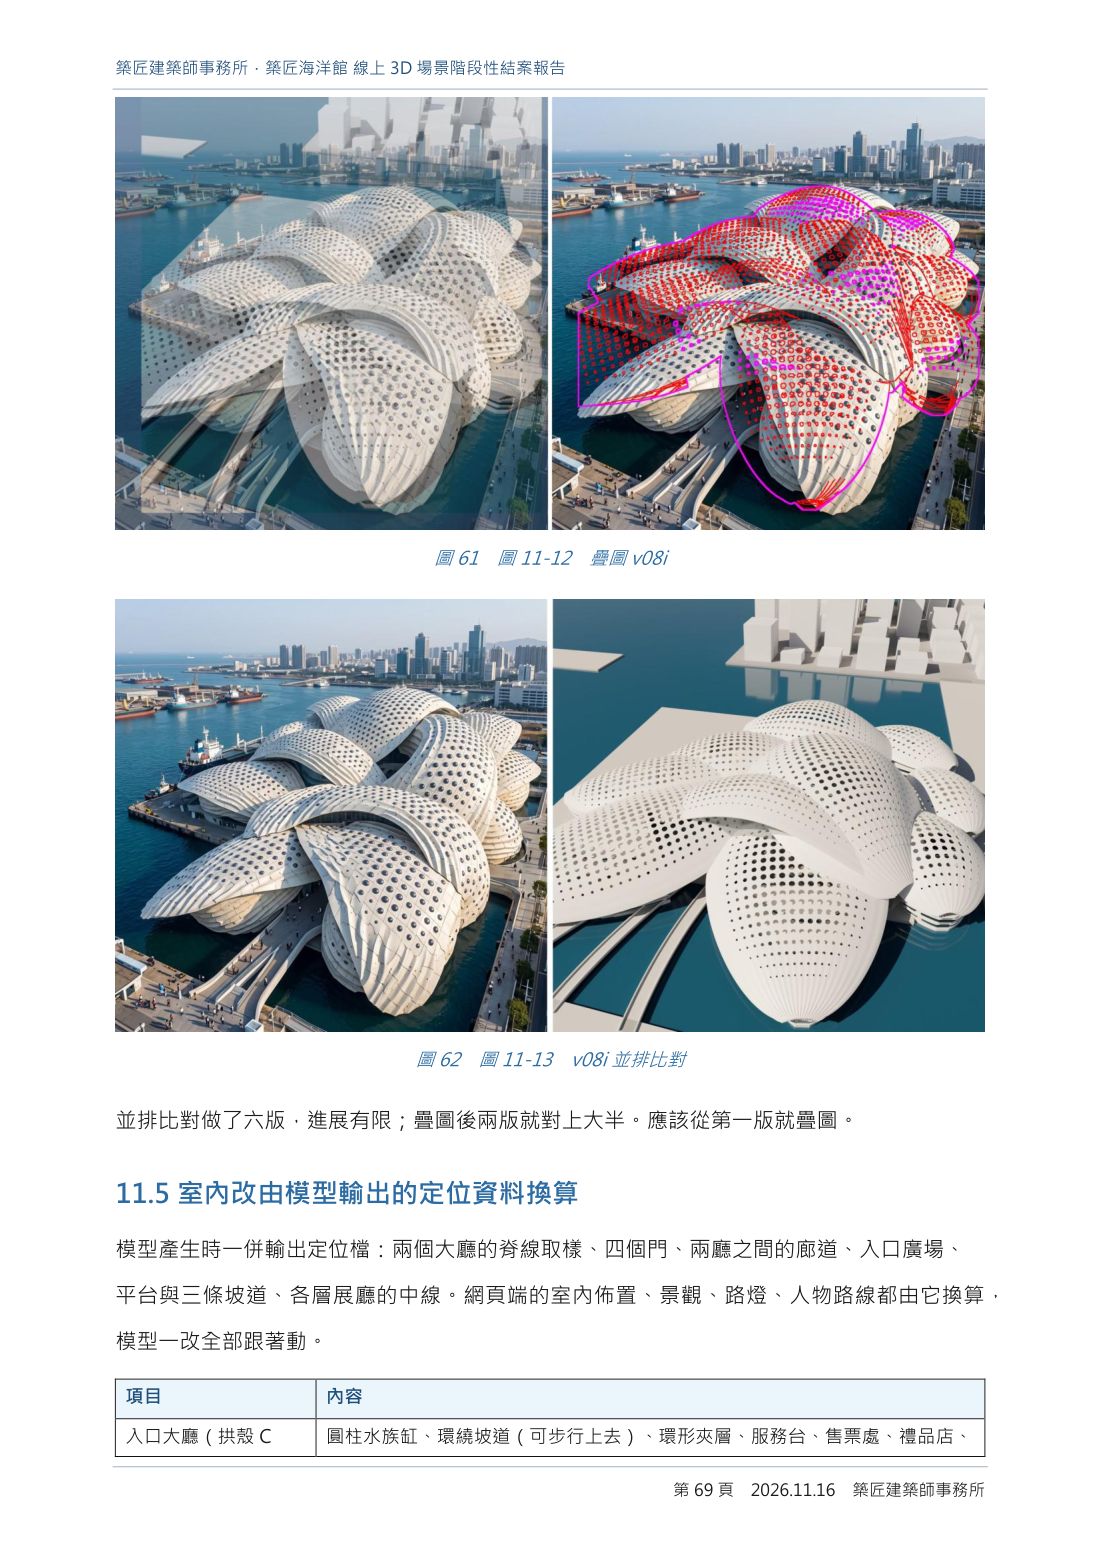 築匠建築師事務所．築匠海洋館 線上 3D 場景階段性結案報告
圖 61　圖 11-12　疊圖 v08i
圖 62　圖 11-13　v08i 並排比對
並排比對做了六版，進展有限；疊圖後兩版就對上大半。應該從第一版就疊圖。
11.5 室內改由模型輸出的定位資料換算
模型產生時一併輸出定位檔：兩個大廳的脊線取樣、四個門、兩廳之間的廊道、入口廣場、
平台與三條坡道、各層展廳的中線。網頁端的室內佈置、景觀、路燈、人物路線都由它換算，
模型一改全部跟著動。
項目　內容
入口大廳（拱殼 C　圓柱水族缸、環繞坡道（可步行上去）、環形夾層、服務台、售票處、禮品店、
第 69 頁　2026.11.16　築匠建築師事務所